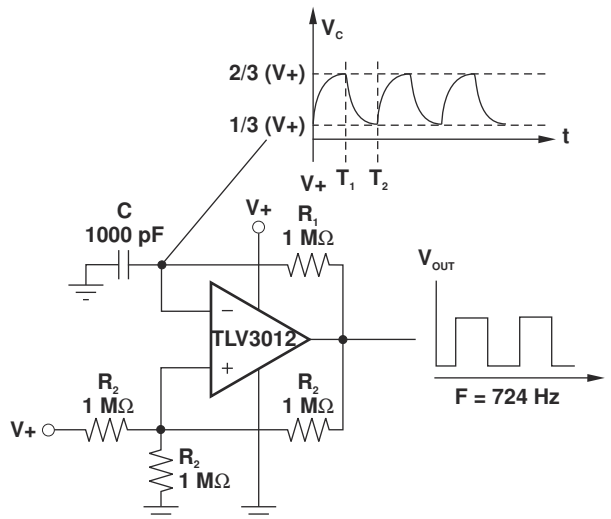 V_C
2/3 (V+)
1/3 (V+)
t
V+ T_1 T_2
C
1000 pF
V+
R_1
1 MΩ
V_OUT
−
TLV3012
+
R_2
1 MΩ
R_2
1 MΩ
V+
R_2
1 MΩ
F = 724 Hz